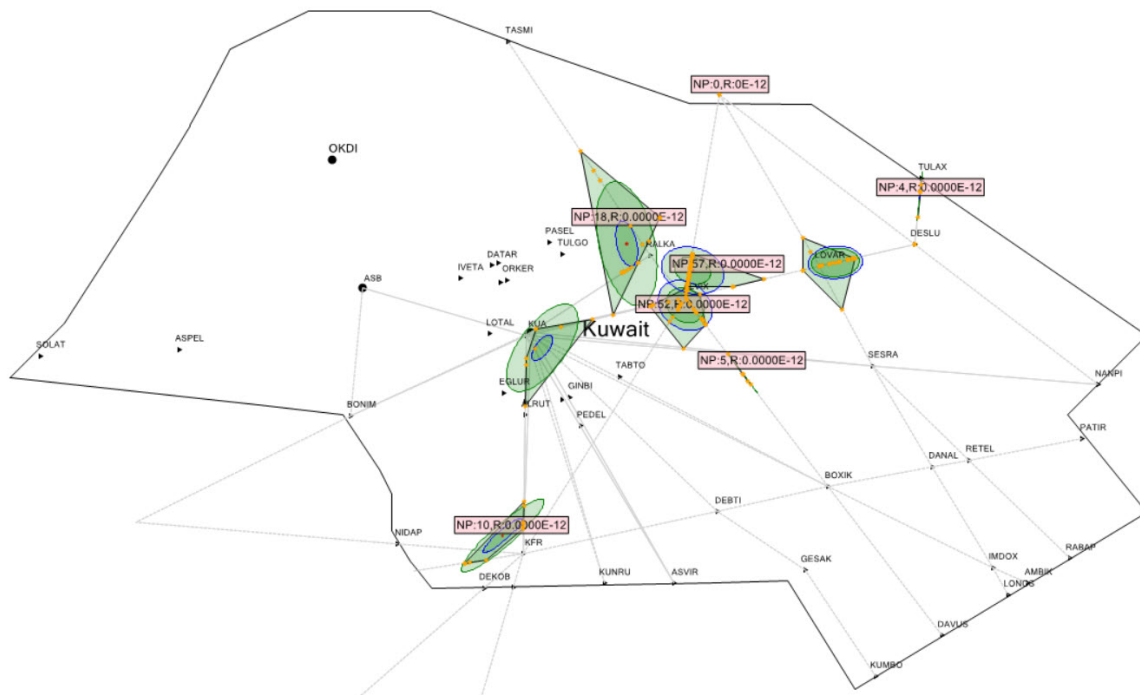 TASMI
NP:0,R:0E-12
OKDI
TULAX
NP:4,R:0.0000E-12
NP:18,R:0.0000E-12
DESLU
PASEL
TULGO
RALKA
LOVAR
DATAR
NP:57,R:0.0000E-12
IVETA
ORKER
ASB
NP:52,R:0.0000E-12
LOTAL
KUA
Kuwait
SOLAT
ASPEL
NP:5,R:0.0000E-12
SESRA
TABTO
NANPI
EGLUR
GINBI
BONIM
PEDEL
PATIR
DANAL
RETEL
BOXIK
DEBTI
NP:10,R:0.0000E-12
NIDAP
KFR
GESAK
IMDOX
RABAP
DEKOB
KUNRU
ASVIR
AMBIK
LONOS
DAVUS
KUMBO